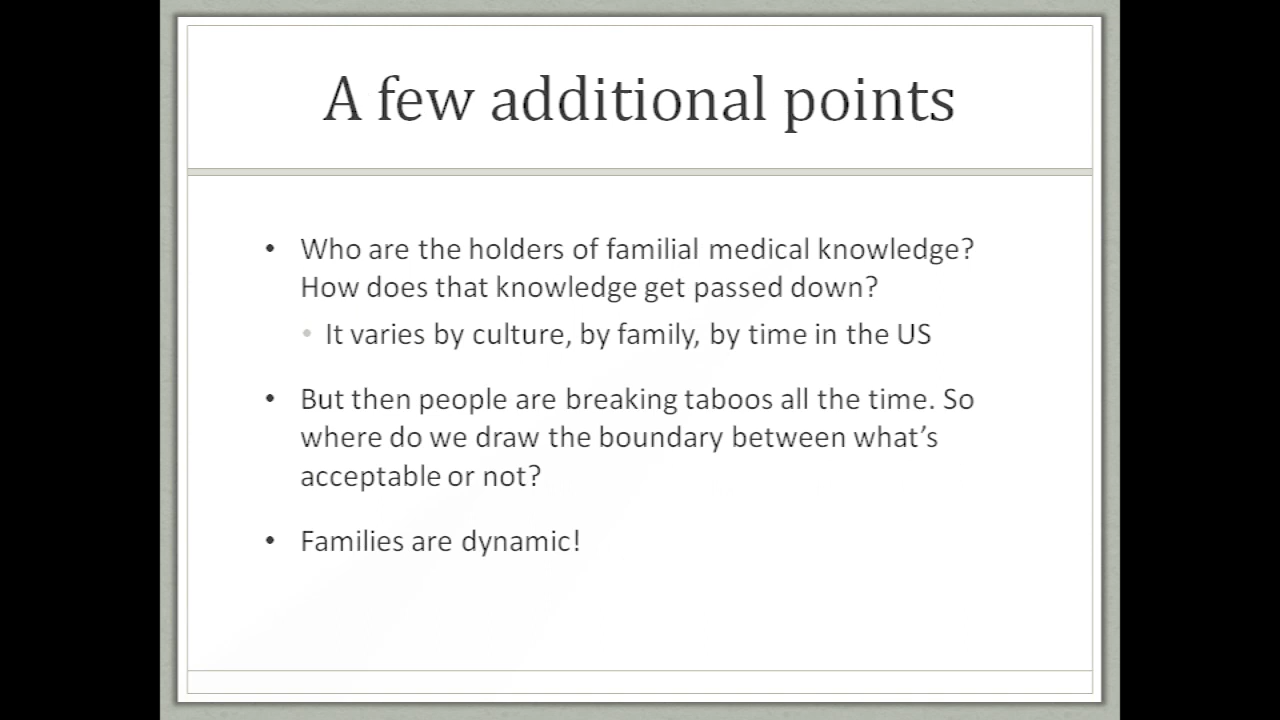 A few additional points
• Who are the holders of familial medical knowledge?
How does that knowledge get passed down?
• It varies by culture, by family, by time in the US
• But then people are breaking taboos all the time. So
where do we draw the boundary between what’s
acceptable or not?
• Families are dynamic!